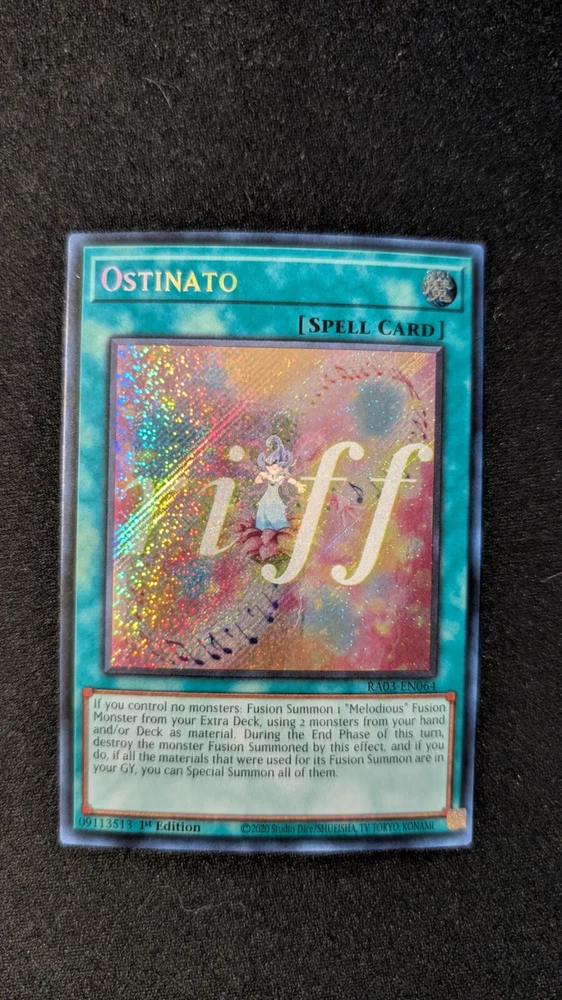 OSTINATO
[SPELL CARD]
riff
RA03-EN064
If you control no monsters: Fusion Summon 1 "Melodious" Fusion
Monster from your Extra Deck, using 2 monsters from your hand
and/or Deck as material. During the End Phase of this turn,
destroy the monster Fusion Summoned by this effect, and if you
do, if all the materials that were used for its Fusion Summon are in
your GY, you can Special Summon all of them.
09113513 1st Edition
©2020 Studio Dice/SHUEISHA, TV TOKYO, KONAMI